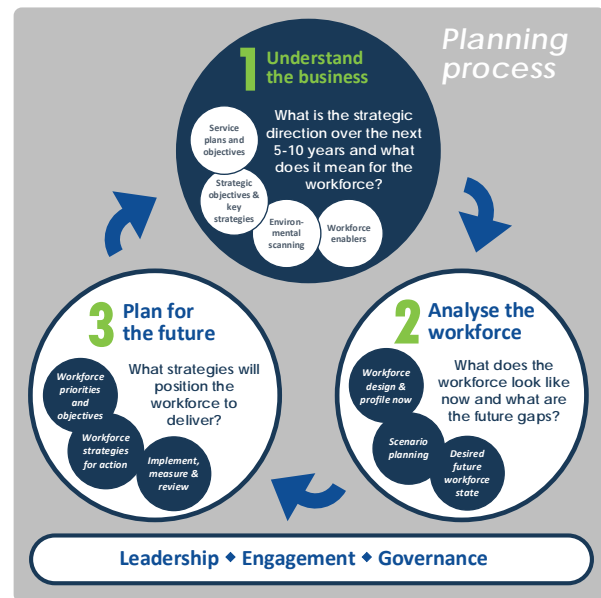 Planning
process
1 Understand
the business
What is the strategic
direction over the next
5-10 years and what
does it mean for the
workforce?
Service
plans and
objectives
Strategic
objectives &
key
strategies
Environ-
mental
scanning
Workforce
enablers
2 Analyse the
workforce
What does the
workforce look like
now and what are
the future gaps?
Workforce
design &
profile now
Scenario
planning
Desired
future
workforce
state
3 Plan for
the future
What strategies will
position the
workforce to
deliver?
Workforce
priorities
and
objectives
Workforce
strategies
for action
Implement,
measure &
review
Leadership ◆ Engagement ◆ Governance